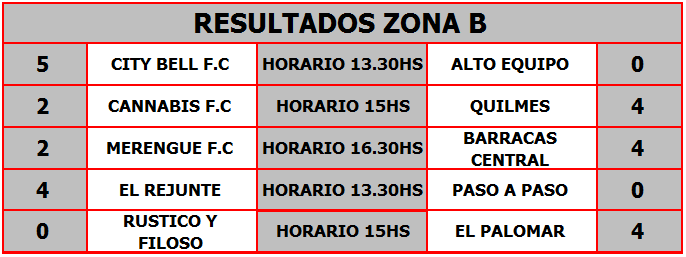 RESULTADOS ZONA B
5 CITY BELL F.C HORARIO 13.30HS ALTO EQUIPO 0
2 CANNABIS F.C HORARIO 15HS QUILMES 4
2 MERENGUE F.C HORARIO 16.30HS BARRACAS CENTRAL 4
4 EL REJUNTE HORARIO 13.30HS PASO A PASO 0
0 RUSTICO Y FILOSO HORARIO 15HS EL PALOMAR 4